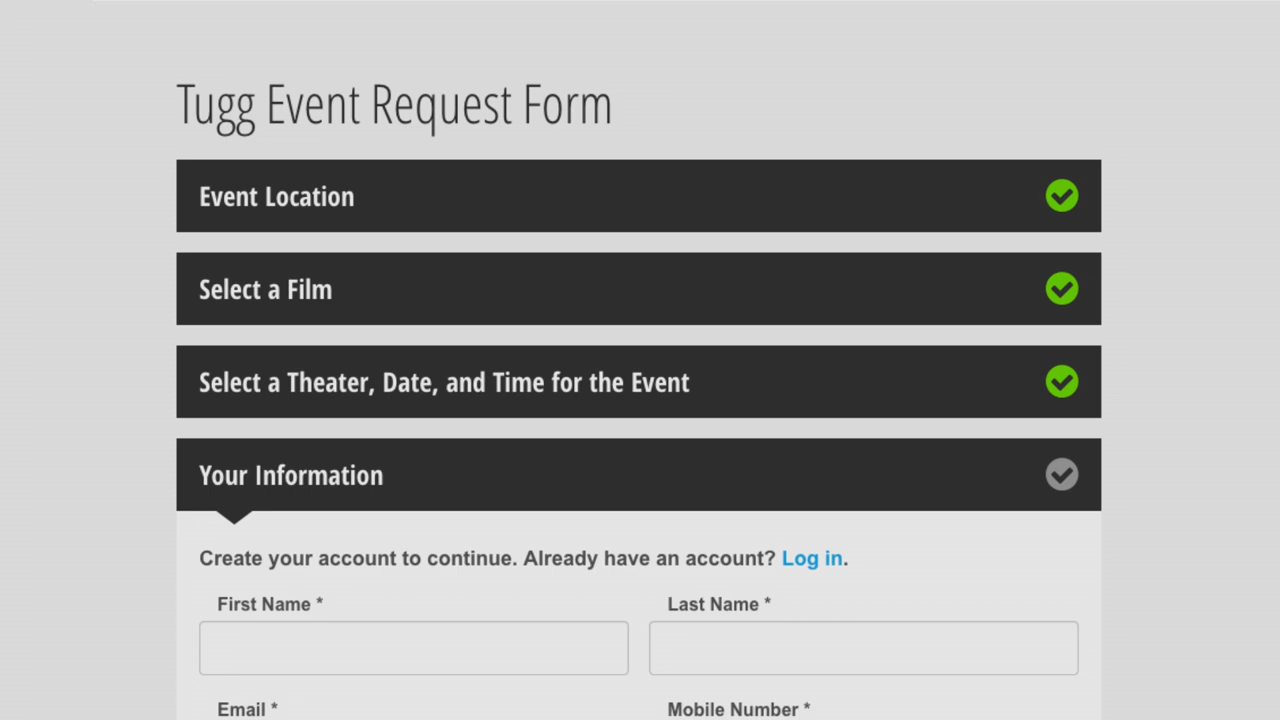 Tugg Event Request Form
Event Location
Select a Film
Select a Theater, Date, and Time for the Event
Your Information
Create your account to continue. Already have an account? Log in.
First Name * Last Name *
Email * Mobile Number *